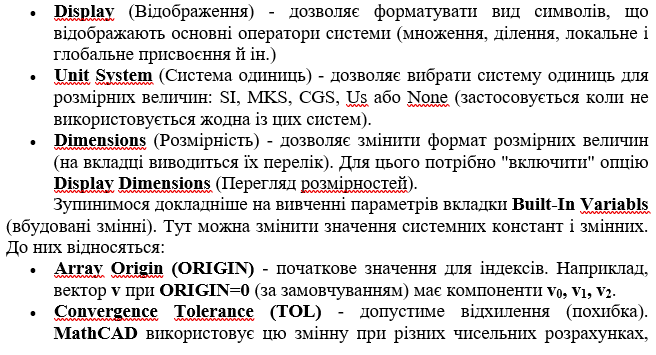 • Display (Відображення) - дозволяє форматувати вид символів, що
відображають основні оператори системи (множення, ділення, локальне і
глобальне присвоєння й ін.)
• Unit System (Система одиниць) - дозволяє вибрати систему одиниць для
розмірних величин: SI, MKS, CGS, Us або None (застосовується коли не
використовується жодна із цих систем).
• Dimensions (Розмірність) - дозволяє змінити формат розмірних величин
(на вкладці виводиться їх перелік). Для цього потрібно "включити" опцію
Display Dimensions (Перегляд розмірностей).
Зупинимося докладніше на вивченні параметрів вкладки Built-In Variabls
(вбудовані змінні). Тут можна змінити значення системних констант і змінних.
До них відносяться:
• Array Origin (ORIGIN) - початкове значення для індексів. Наприклад,
вектор v при ORIGIN=0 (за замовчуванням) має компоненти v₀, v₁, v₂.
• Convergence Tolerance (TOL) - допустиме відхилення (похибка).
MathCAD використовує цю змінну при різних чисельних розрахунках,